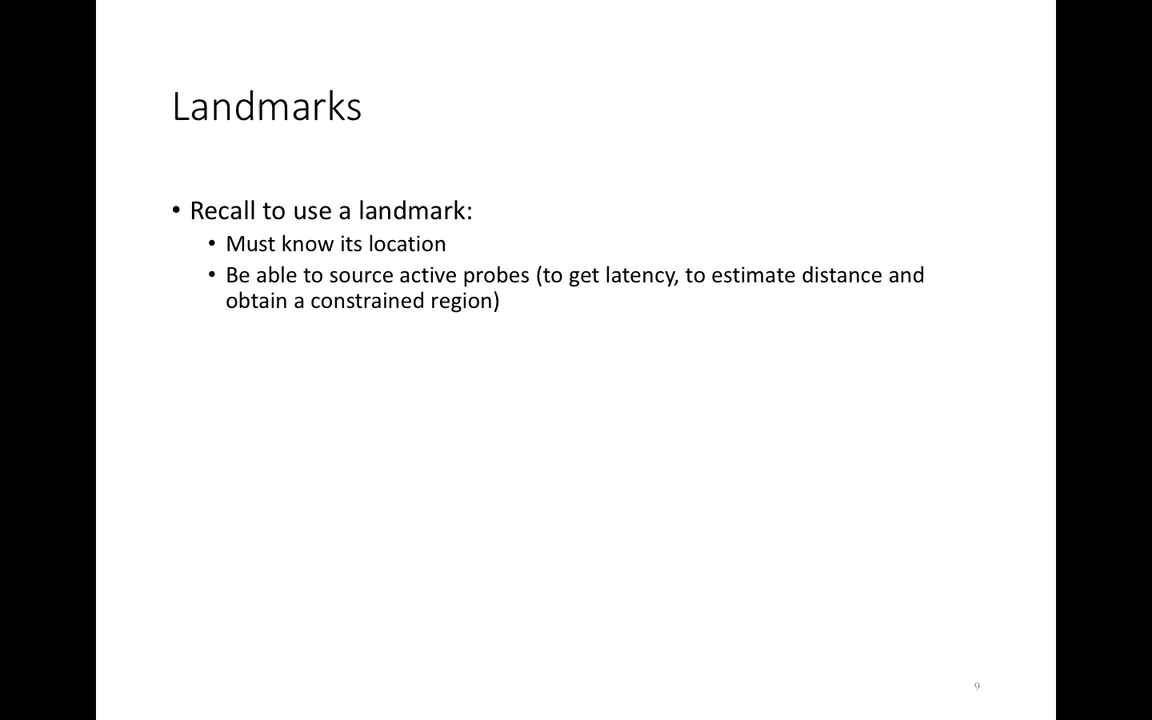 Landmarks
• Recall to use a landmark:
• Must know its location
• Be able to source active probes (to get latency, to estimate distance and
obtain a constrained region)
9